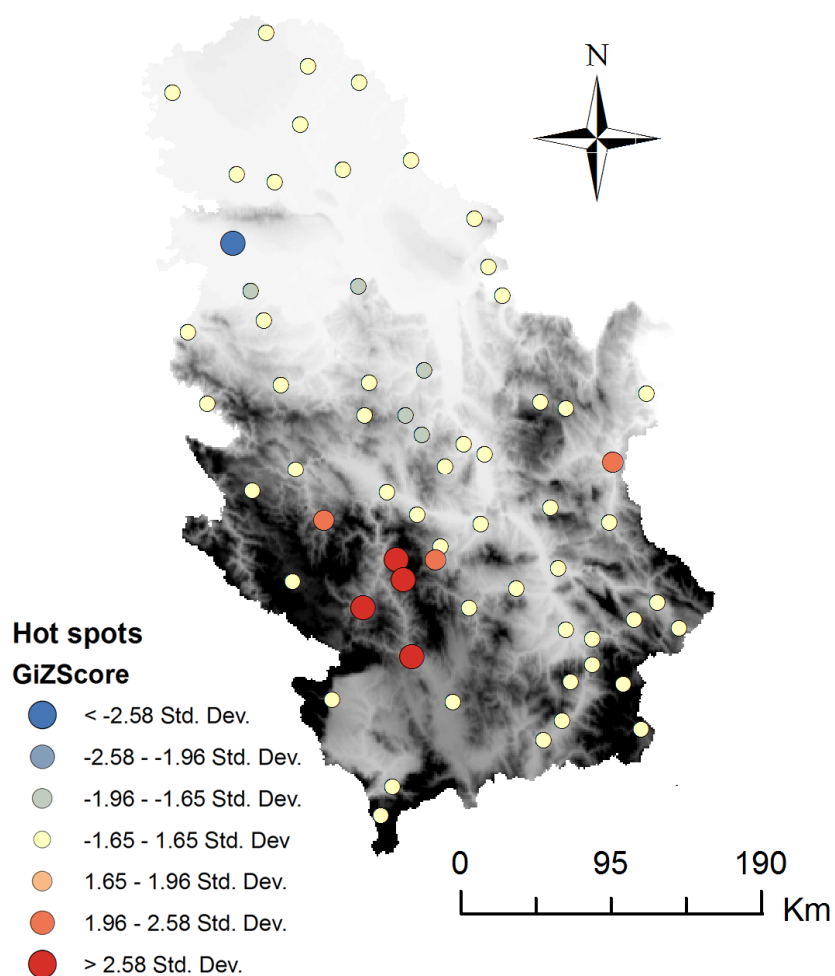 N
Hot spots
GiZScore
< -2.58 Std. Dev.
-2.58 - -1.96 Std. Dev.
-1.96 - -1.65 Std. Dev.
-1.65 - 1.65 Std. Dev
1.65 - 1.96 Std. Dev.
1.96 - 2.58 Std. Dev.
> 2.58 Std. Dev.
0 95 190
Km